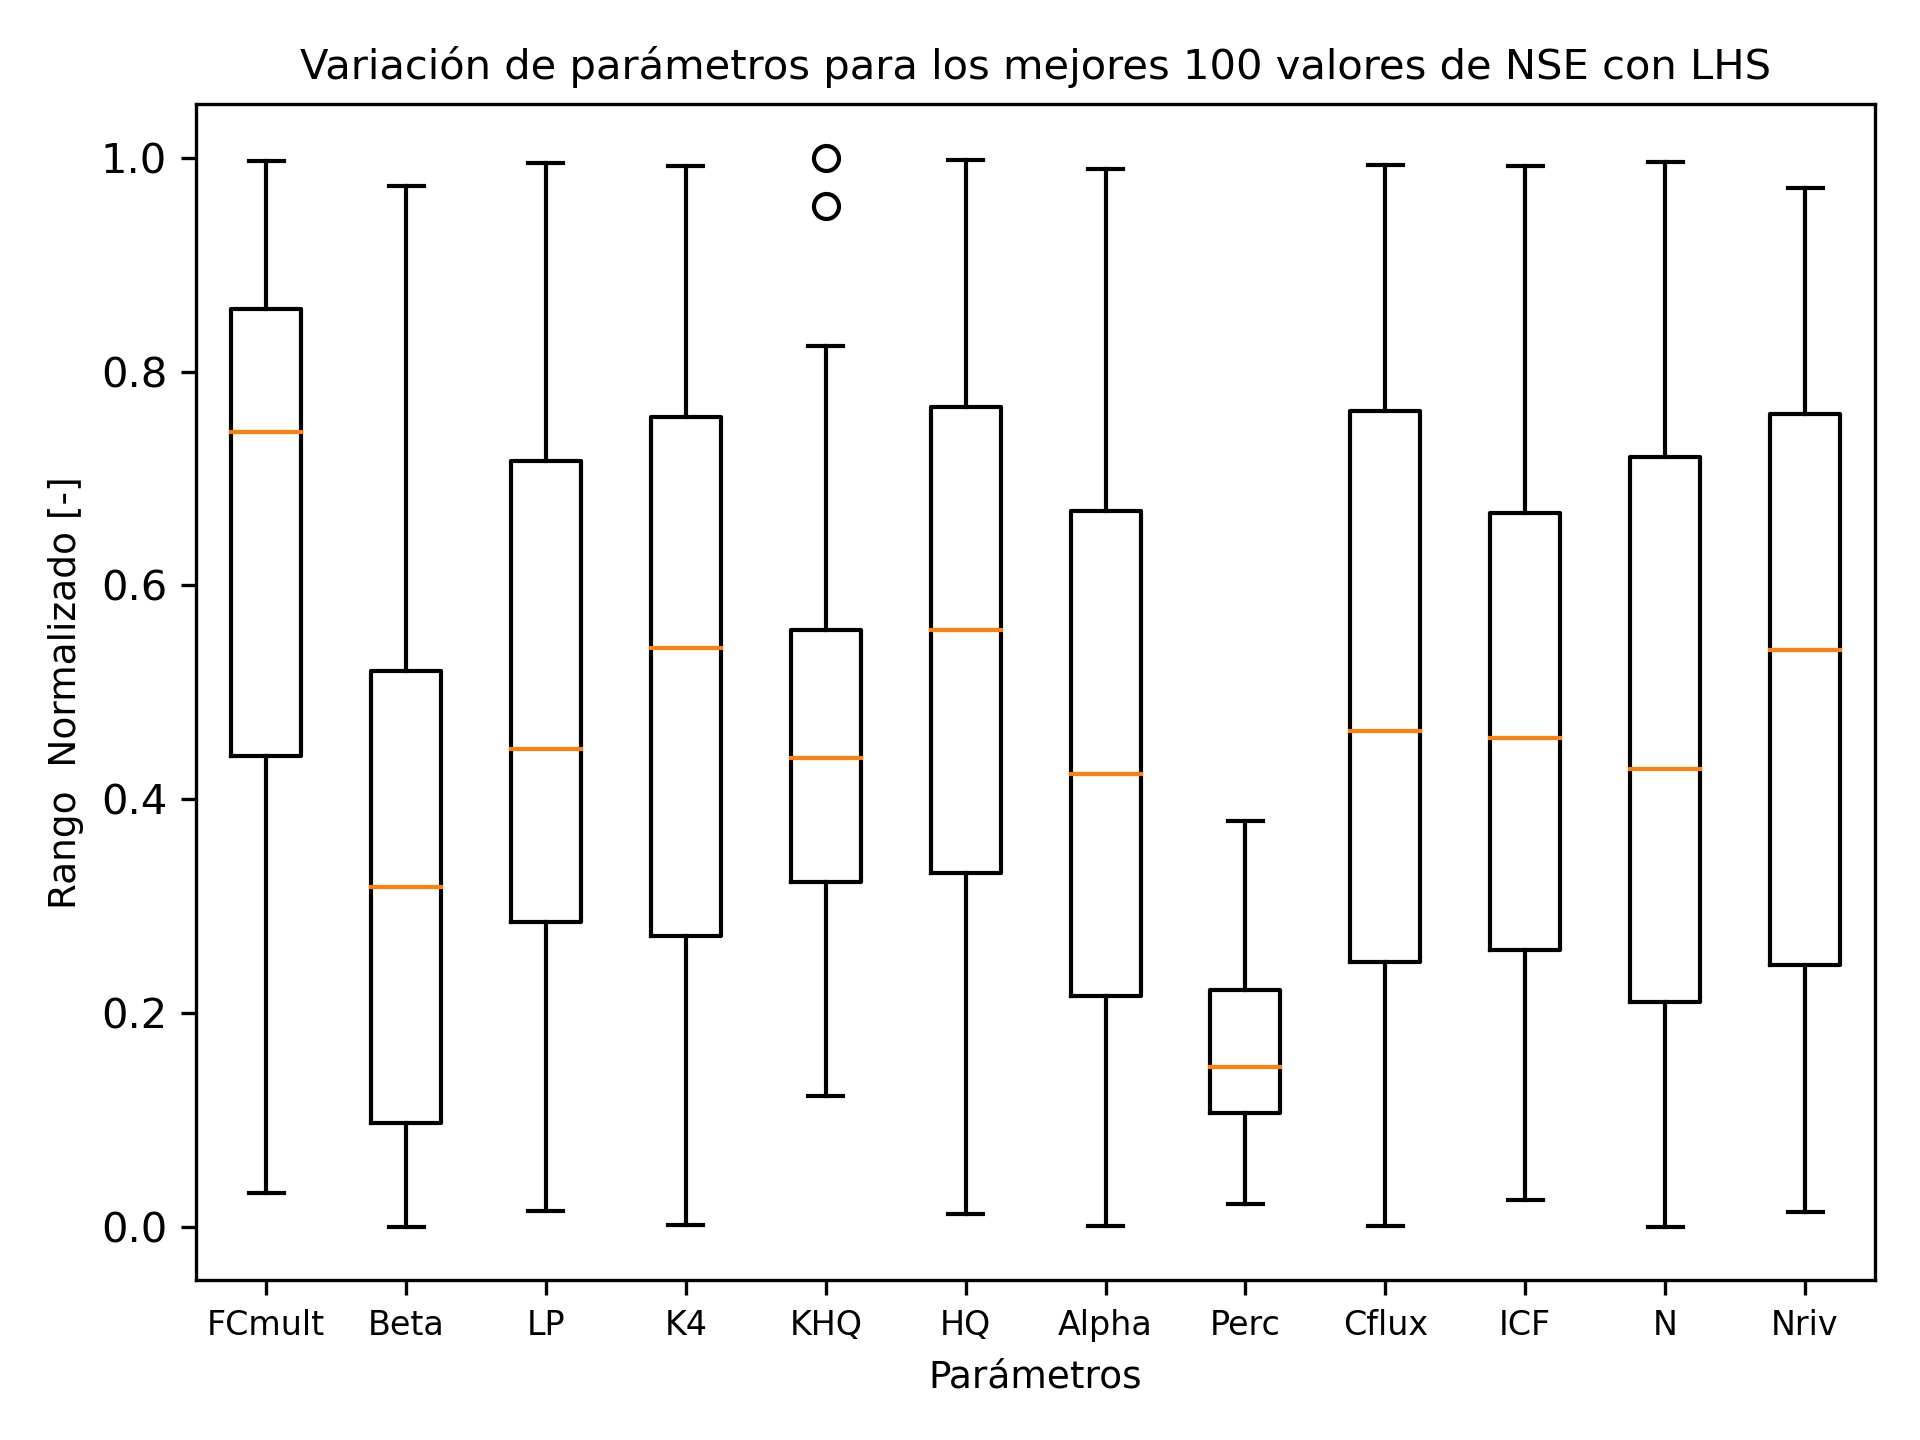 Variación de parámetros para los mejores 100 valores de NSE con LHS
1.0
0.8
0.6
0.4
0.2
0.0
Rango Normalizado [-]
FCmult Beta LP K4 KHQ HQ Alpha Perc Cflux ICF N Nriv
Parámetros